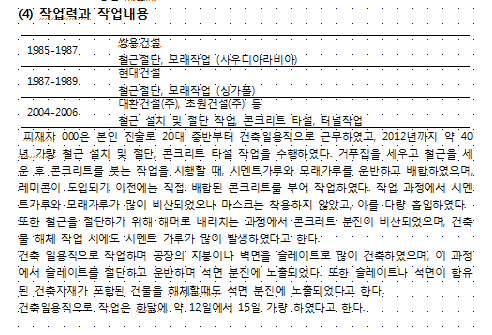 (4) 작업력과 작업내용
1985-1987. 쌍용건설
철근절단, 모래작업 (사우디아라비아)
1987-1989. 현대건설
철근절단, 모래작업 (싱가폴)
2004-2006. 대환건설(주), 초원건설(주) 등
철근 설치 및 절단 작업, 콘크리트 타설, 터널작업
피재자 000은 본인 진술로 20대 중반부터 건축일용직으로 근무하였고, 2012년까지 약 40
년 가량 철근 설치 및 절단, 콘크리트 타설 작업을 수행하였다. 거푸집을 세우고 철근을 세
운 후 콘크리트를 붓는 작업을 시행할 때, 시멘트가루와 모래가루를 운반하고 배합하였으며,
레미콘이 도입되기 이전에는 직접 배합된 콘크리트를 부어 작업하였다. 작업 과정에서 시멘
트가루와 모래가루가 많이 비산되었으나 마스크는 착용하지 않았고, 이를 다량 흡입하였다.
또한 철근을 절단하기 위해 해머로 내리치는 과정에서 콘크리트 분진이 비산되었으며, 건축
물 해체 작업 시에도 시멘트 가루가 많이 발생하였다고 한다.
건축 일용직으로 작업하며 공장의 지붕이나 벽면을 슬레이트로 많이 건축하였으며, 이 과정
에서 슬레이트를 절단하고 운반하며 석면 분진에 노출되었다. 또한 슬레이트나 석면이 함유
된 건축자재가 포함된 건물을 해체할때도 석면 분진에 노출되었다고 한다.
건축일용직으로 작업은 한달에 약 12일에서 15일 가량 하였다고 한다.